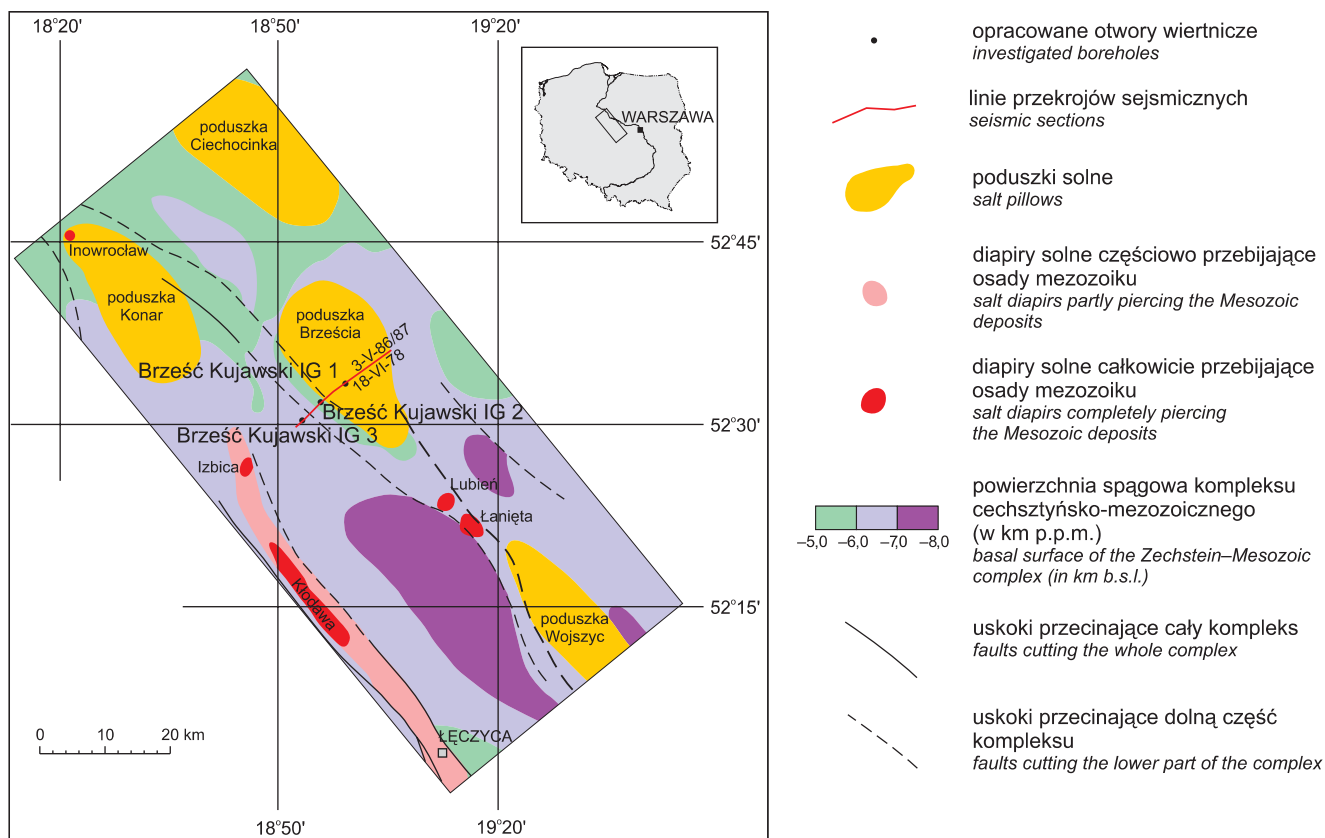 18°20'
18°50'
19°20'
poduszka
Ciechocinka
WARSZAWA
52°45'
Inowrocław
poduszka
Konar
poduszka
Brześcia
3-V-86/87
18-VI-78
Brześć Kujawski IG 1
Brześć Kujawski IG 2
Brześć Kujawski IG 3
52°30'
Izbica
Lubień
Łanięta
Kłodawa
52°15'
poduszka
Wojszyc
ŁĘCZYCA
0 10 20 km
18°50'
19°20'
opracowane otwory wiertnicze
investigated boreholes
linie przekrojów sejsmicznych
seismic sections
poduszki solne
salt pillows
diapiry solne częściowo przebijające
osady mezozoiku
salt diapirs partly piercing the Mesozoic
deposits
diapiry solne całkowicie przebijające
osady mezozoiku
salt diapirs completely piercing
the Mesozoic deposits
powierzchnia spągowa kompleksu
cechsztyńsko-mezozoicznego
(w km p.p.m.)
basal surface of the Zechstein–Mesozoic
complex (in km b.s.l.)
–5,0 –6,0 –7,0 –8,0
uskoki przecinające cały kompleks
faults cutting the whole complex
uskoki przecinające dolną część
kompleksu
faults cutting the lower part of the complex